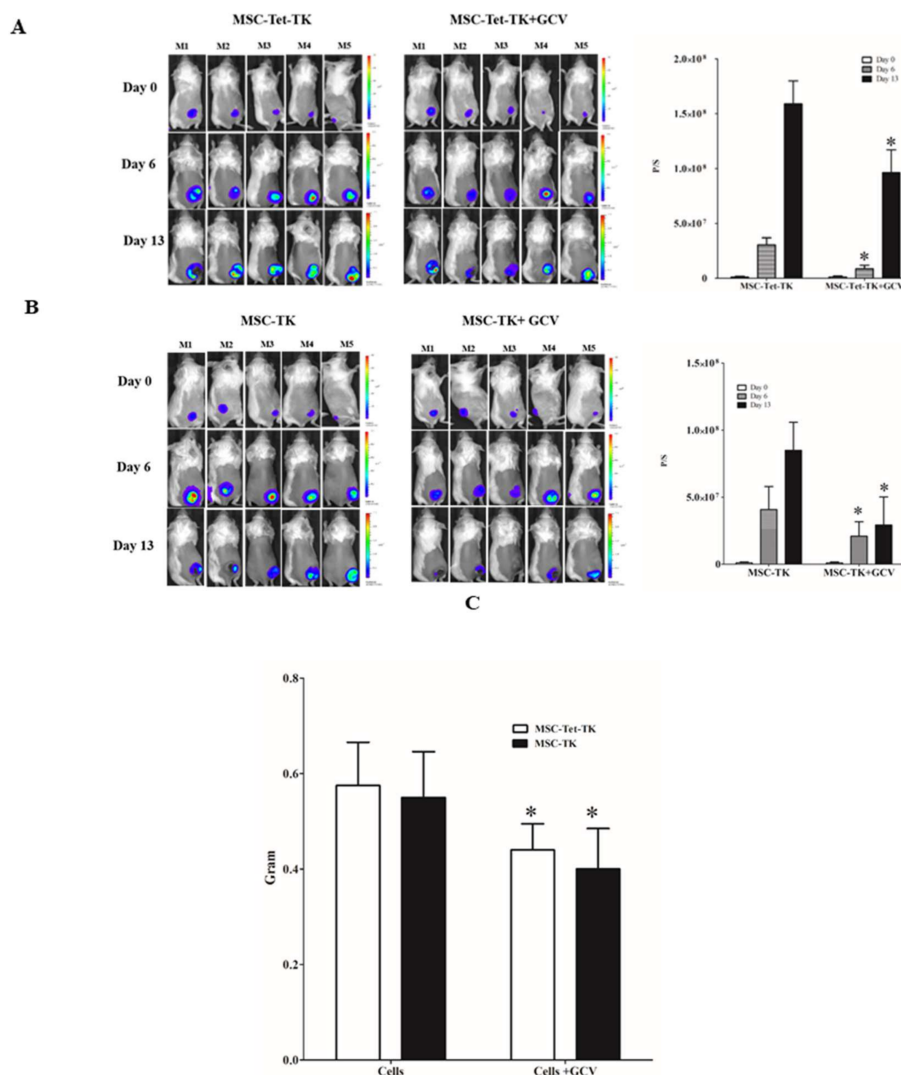 A
MSC-Tet-TK
MSC-Tet-TK+GCV
M1 M2 M3 M4 M5
M1 M2 M3 M4 M5
Day 0
Day 6
Day 13
2.0×10⁸
1.5×10⁸
1.0×10⁸
5.0×10⁷
0
P/S
Day 0
Day 6
Day 13
*
*
MSC-Tet-TK
MSC-Tet-TK+GCV
B
MSC-TK
MSC-TK+ GCV
M1 M2 M3 M4 M5
M1 M2 M3 M4 M5
Day 0
Day 6
Day 13
1.5×10⁸
1.0×10⁸
5.0×10⁷
0
P/S
Day 0
Day 6
Day 13
*
*
MSC-TK
MSC-TK+GCV
C
0.8
0.6
0.4
0.2
0.0
Gram
MSC-Tet-TK
MSC-TK
*
*
Cells
Cells +GCV